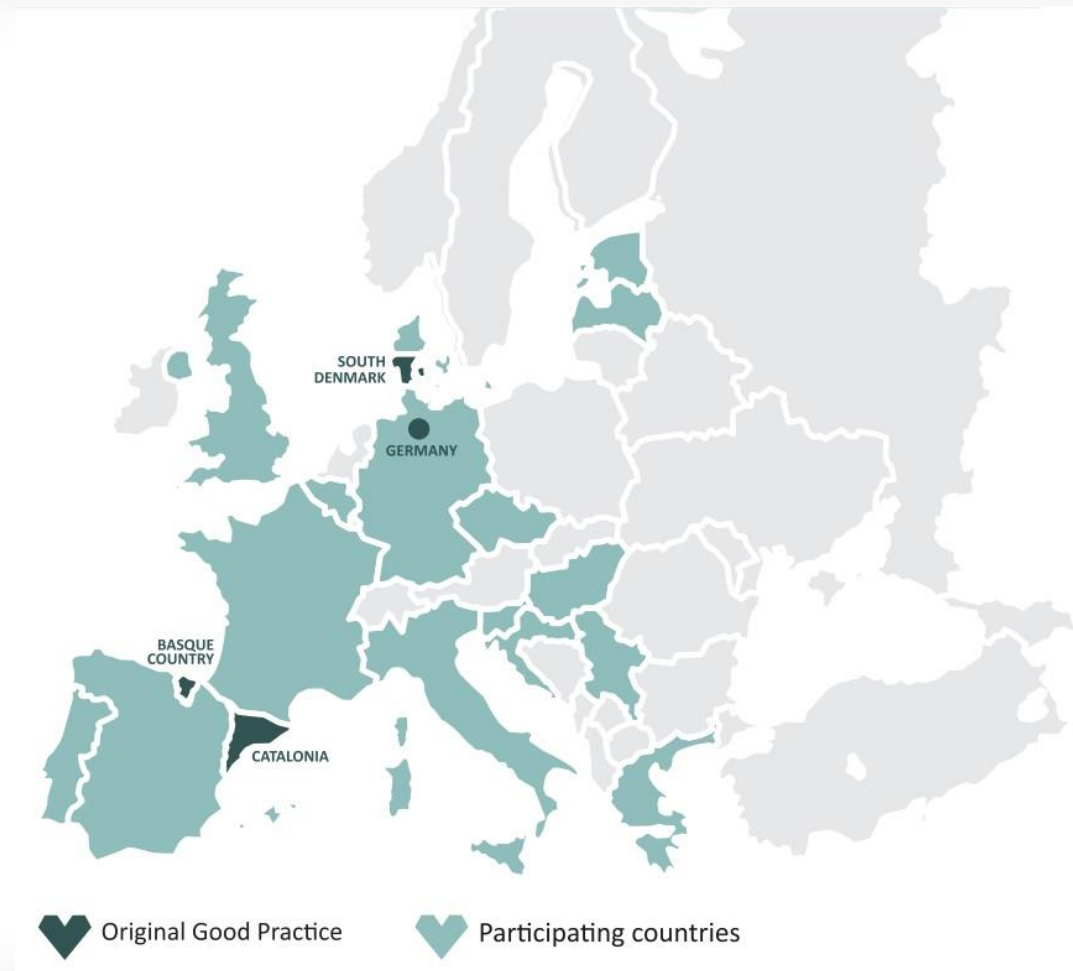 SOUTH
DENMARK
GERMANY
BASQUE
COUNTRY
CATALONIA
Original Good Practice
Participating countries